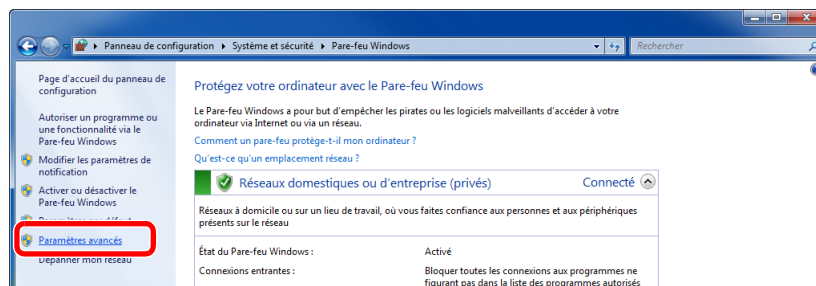 Panneau de configuration ▸ Système et sécurité ▸ Pare-feu Windows
Rechercher
Page d'accueil du panneau de
configuration
Autoriser un programme ou
une fonctionnalité via le
Pare-feu Windows
Modifier les paramètres de
notification
Activer ou désactiver le
Pare-feu Windows
Paramètres par défaut
Paramètres avancés
Dépanner mon réseau
Protégez votre ordinateur avec le Pare-feu Windows
Le Pare-feu Windows a pour but d'empêcher les pirates ou les logiciels malveillants d'accéder à votre
ordinateur via Internet ou via un réseau.
Comment un pare-feu protège-t-il mon ordinateur ?
Qu'est-ce qu'un emplacement réseau ?
Réseaux domestiques ou d'entreprise (privés) Connecté
Réseaux à domicile ou sur un lieu de travail, où vous faites confiance aux personnes et aux périphériques
présents sur le réseau
État du Pare-feu Windows : Activé
Connexions entrantes : Bloquer toutes les connexions aux programmes ne
figurant pas dans la liste des programmes autorisés